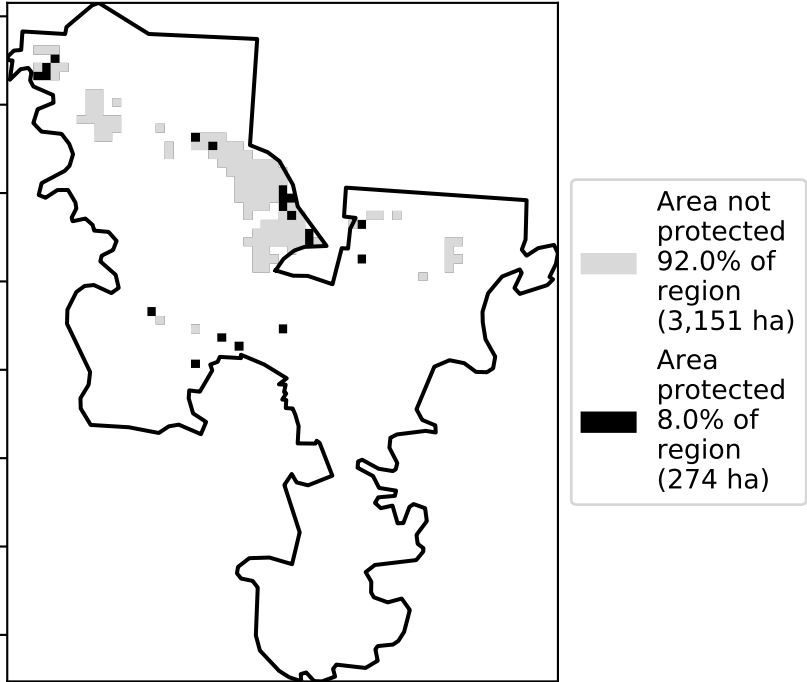 Area not
protected
92.0% of
region
(3,151 ha)
Area
protected
8.0% of
region
(274 ha)